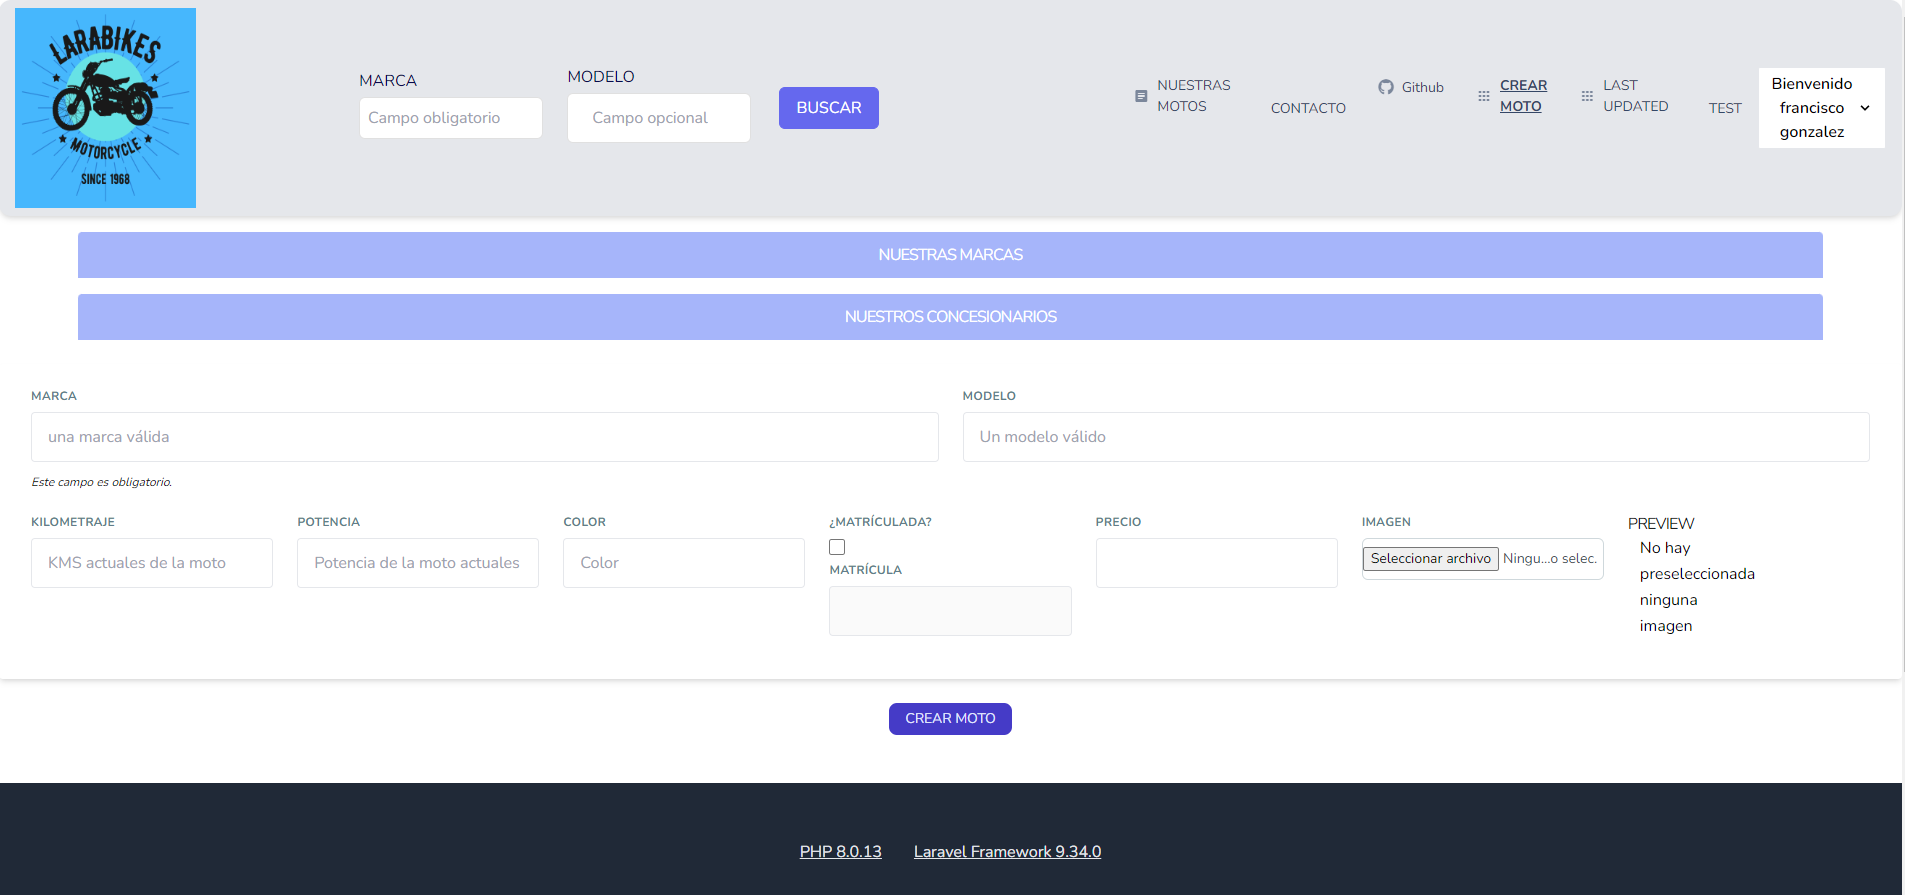 LARABIKES
MOTORCYCLE
SINCE 1968
MARCA
Campo obligatorio
MODELO
Campo opcional
BUSCAR
NUESTRAS
MOTOS
CONTACTO
Github
CREAR
MOTO
LAST
UPDATED
TEST
Bienvenido
francisco
gonzalez
NUESTRAS MARCAS
NUESTROS CONCESIONARIOS
MARCA
una marca válida
Este campo es obligatorio.
MODELO
Un modelo válido
KILOMETRAJE
KMS actuales de la moto
POTENCIA
Potencia de la moto actuales
COLOR
Color
¿MATRÍCULADA?
MATRÍCULA
PRECIO
IMAGEN
Seleccionar archivo Ningu...o selec.
PREVIEW
No hay
preseleccionada
ninguna
imagen
CREAR MOTO
PHP 8.0.13 Laravel Framework 9.34.0